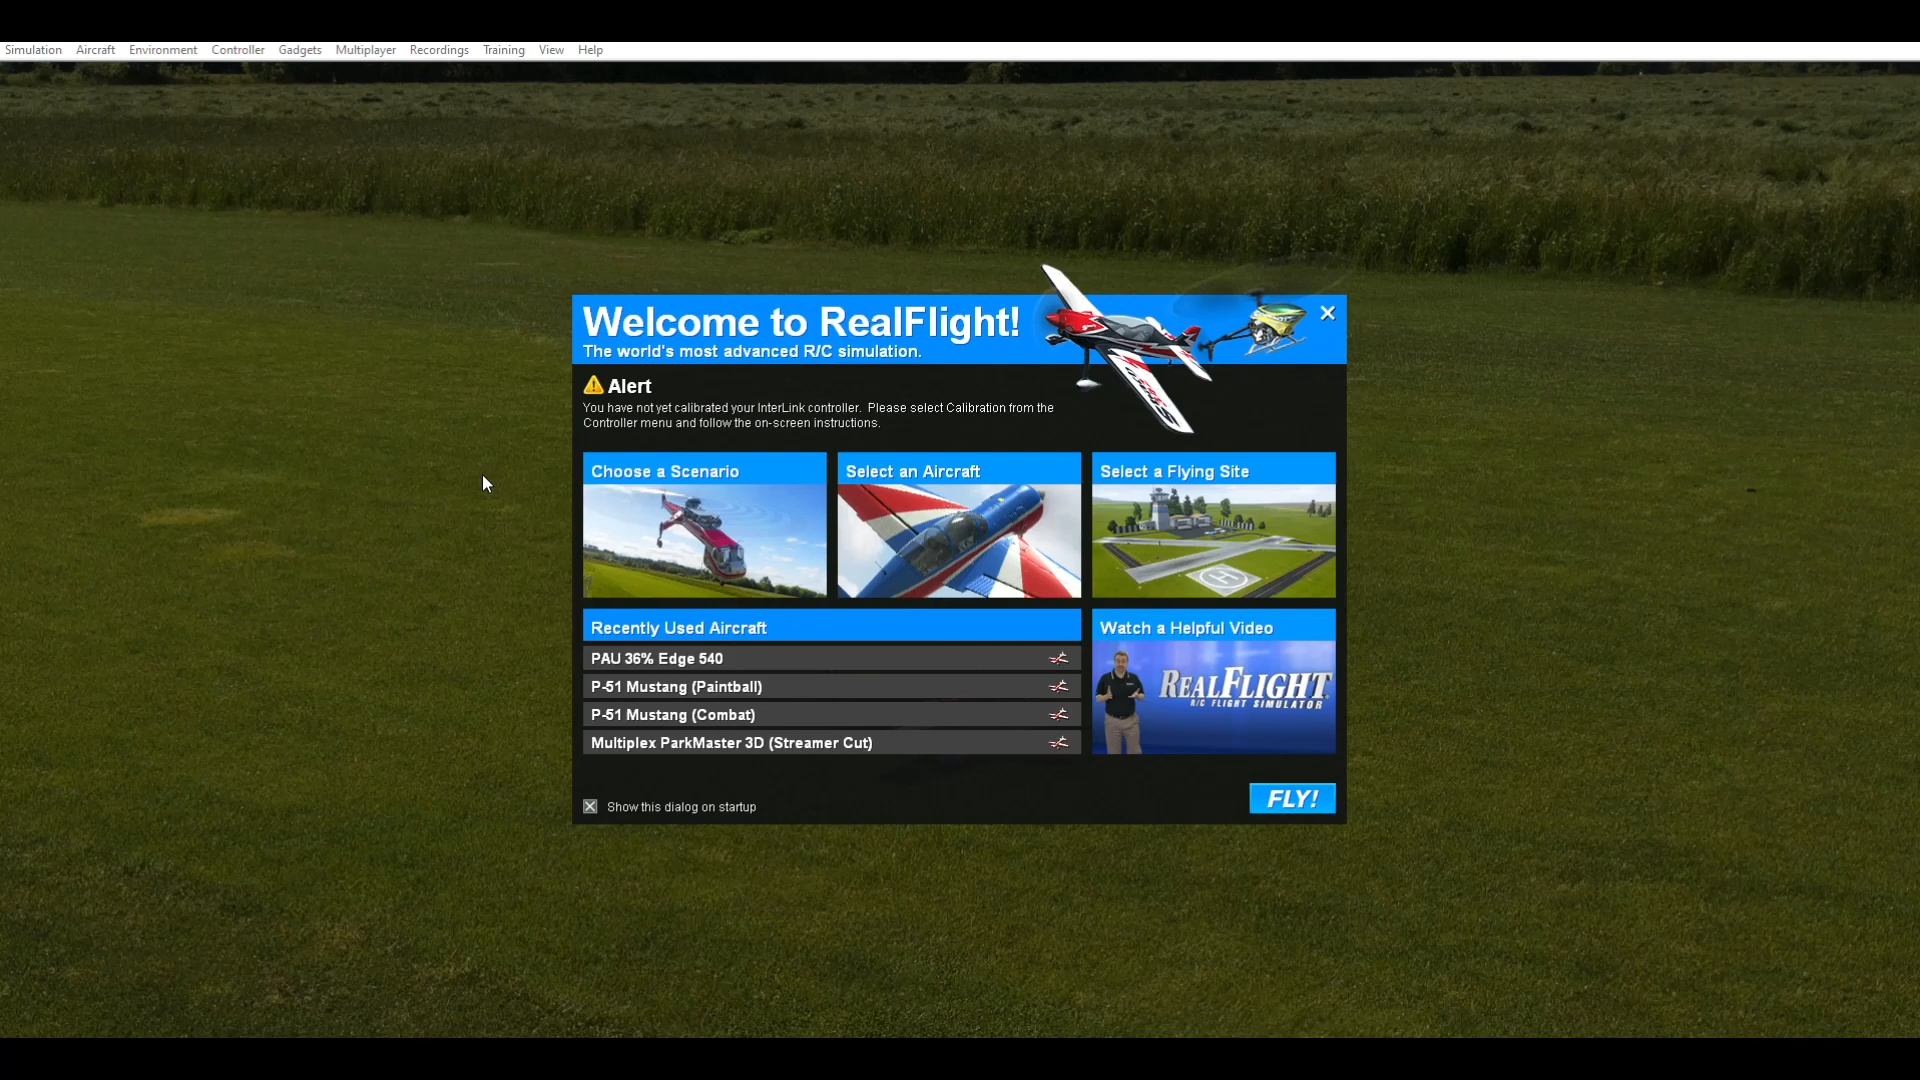 Simulation Aircraft Environment Controller Gadgets Multiplayer Recordings Training View Help
Welcome to RealFlight!
The world's most advanced R/C simulation.
Alert
You have not yet calibrated your InterLink controller. Please select Calibration from the
Controller menu and follow the on-screen instructions.
Choose a Scenario
Select an Aircraft
Select a Flying Site
H
Recently Used Aircraft
PAU 36% Edge 540
P-51 Mustang (Paintball)
P-51 Mustang (Combat)
Multiplex ParkMaster 3D (Streamer Cut)
Watch a Helpful Video
REALFLIGHT
R/C FLIGHT SIMULATOR
Show this dialog on startup
FLY!